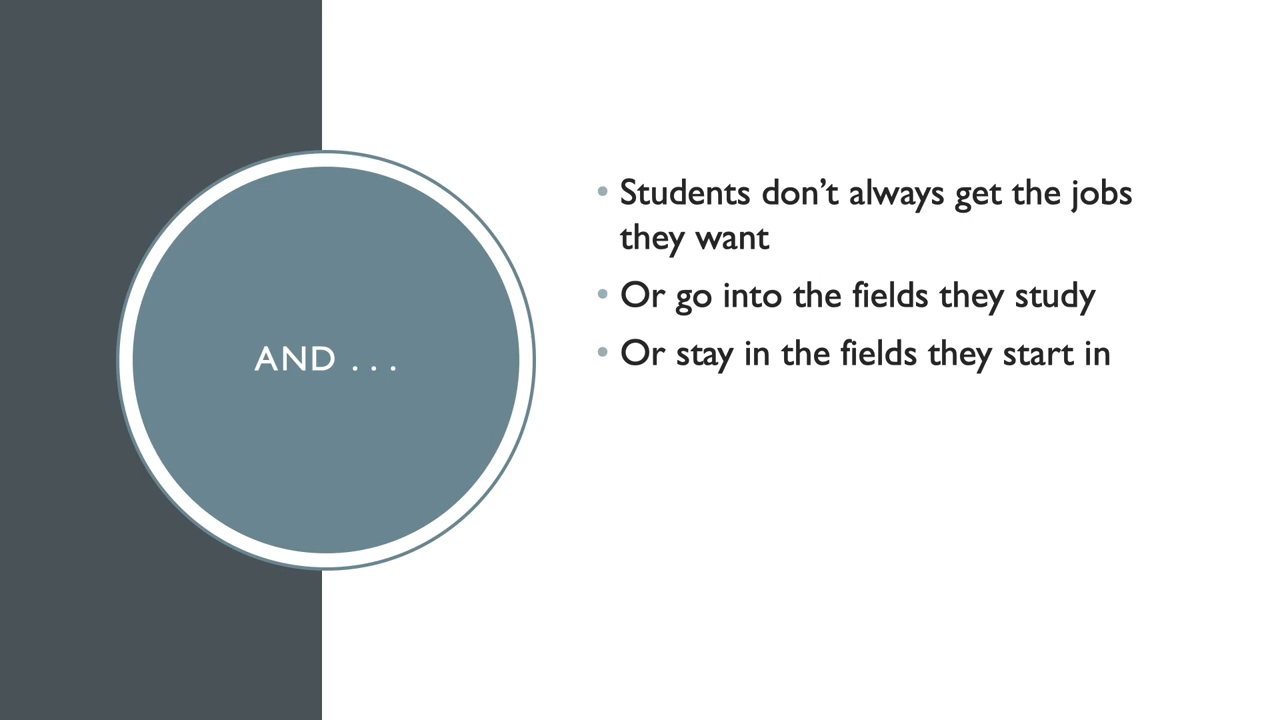 AND . . .
• Students don’t always get the jobs
they want
• Or go into the fields they study
• Or stay in the fields they start in